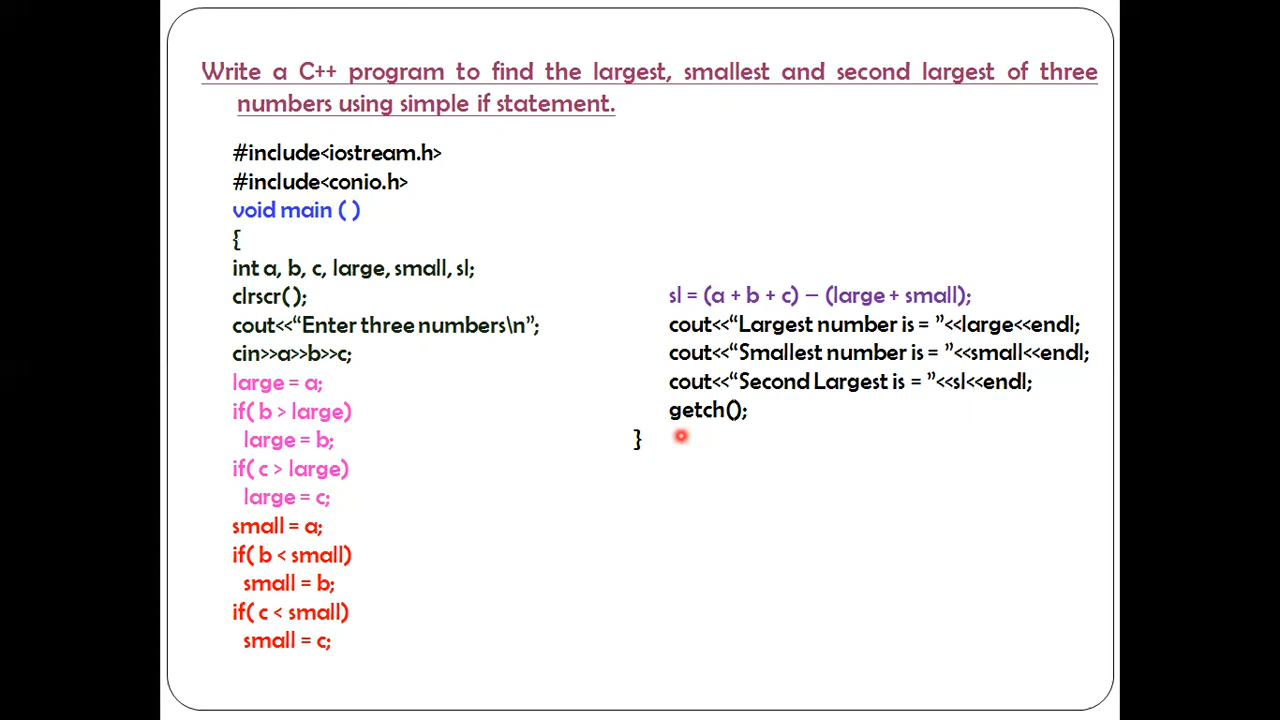 Write a C++ program to find the largest, smallest and second largest of three
numbers using simple if statement.
#include<iostream.h>
#include<conio.h>
void main ( )
{
int a, b, c, large, small, sl;
clrscr();
cout<<“Enter three numbers\n”;
cin>>a>>b>>c;
large = a;
if( b > large)
large = b;
if( c > large)
large = c;
small = a;
if( b < small)
small = b;
if( c < small)
small = c;
sl = (a + b + c) – (large + small);
cout<<“Largest number is = ”<<large<<endl;
cout<<“Smallest number is = ”<<small<<endl;
cout<<“Second Largest is = ”<<sl<<endl;
getch();
}